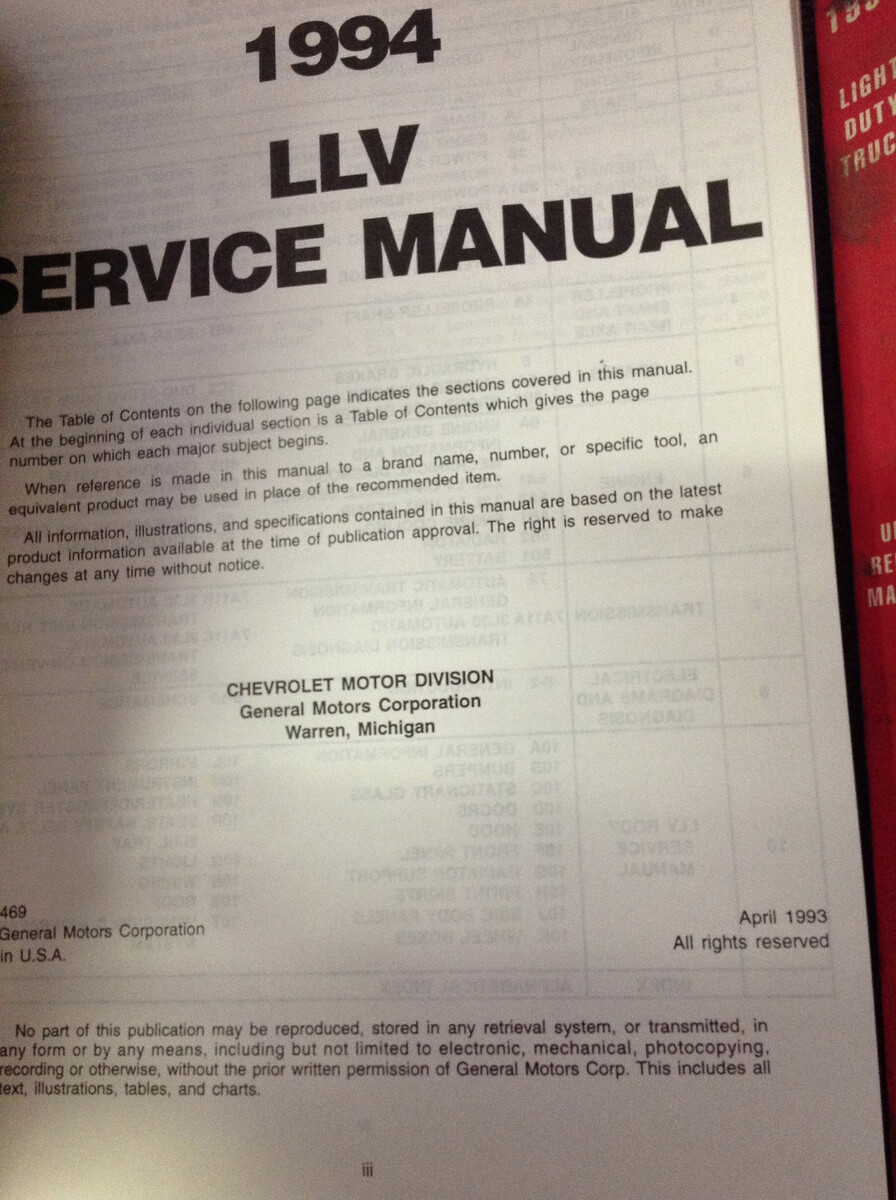 1994
LLV
SERVICE MANUAL
The Table of Contents on the following page indicates the sections covered in this manual.
At the beginning of each individual section is a Table of Contents which gives the page
number on which each major subject begins.
When reference is made in this manual to a brand name, number, or specific tool, an
equivalent product may be used in place of the recommended item.
All information, illustrations, and specifications contained in this manual are based on the latest
product information available at the time of publication approval. The right is reserved to make
changes at any time without notice.
CHEVROLET MOTOR DIVISION
General Motors Corporation
Warren, Michigan
469
General Motors Corporation
in U.S.A.
April 1993
All rights reserved
No part of this publication may be reproduced, stored in any retrieval system, or transmitted, in
any form or by any means, including but not limited to electronic, mechanical, photocopying,
recording or otherwise, without the prior written permission of General Motors Corp. This includes all
text, illustrations, tables, and charts.
iii
LIGHT
DUTY
TRUC